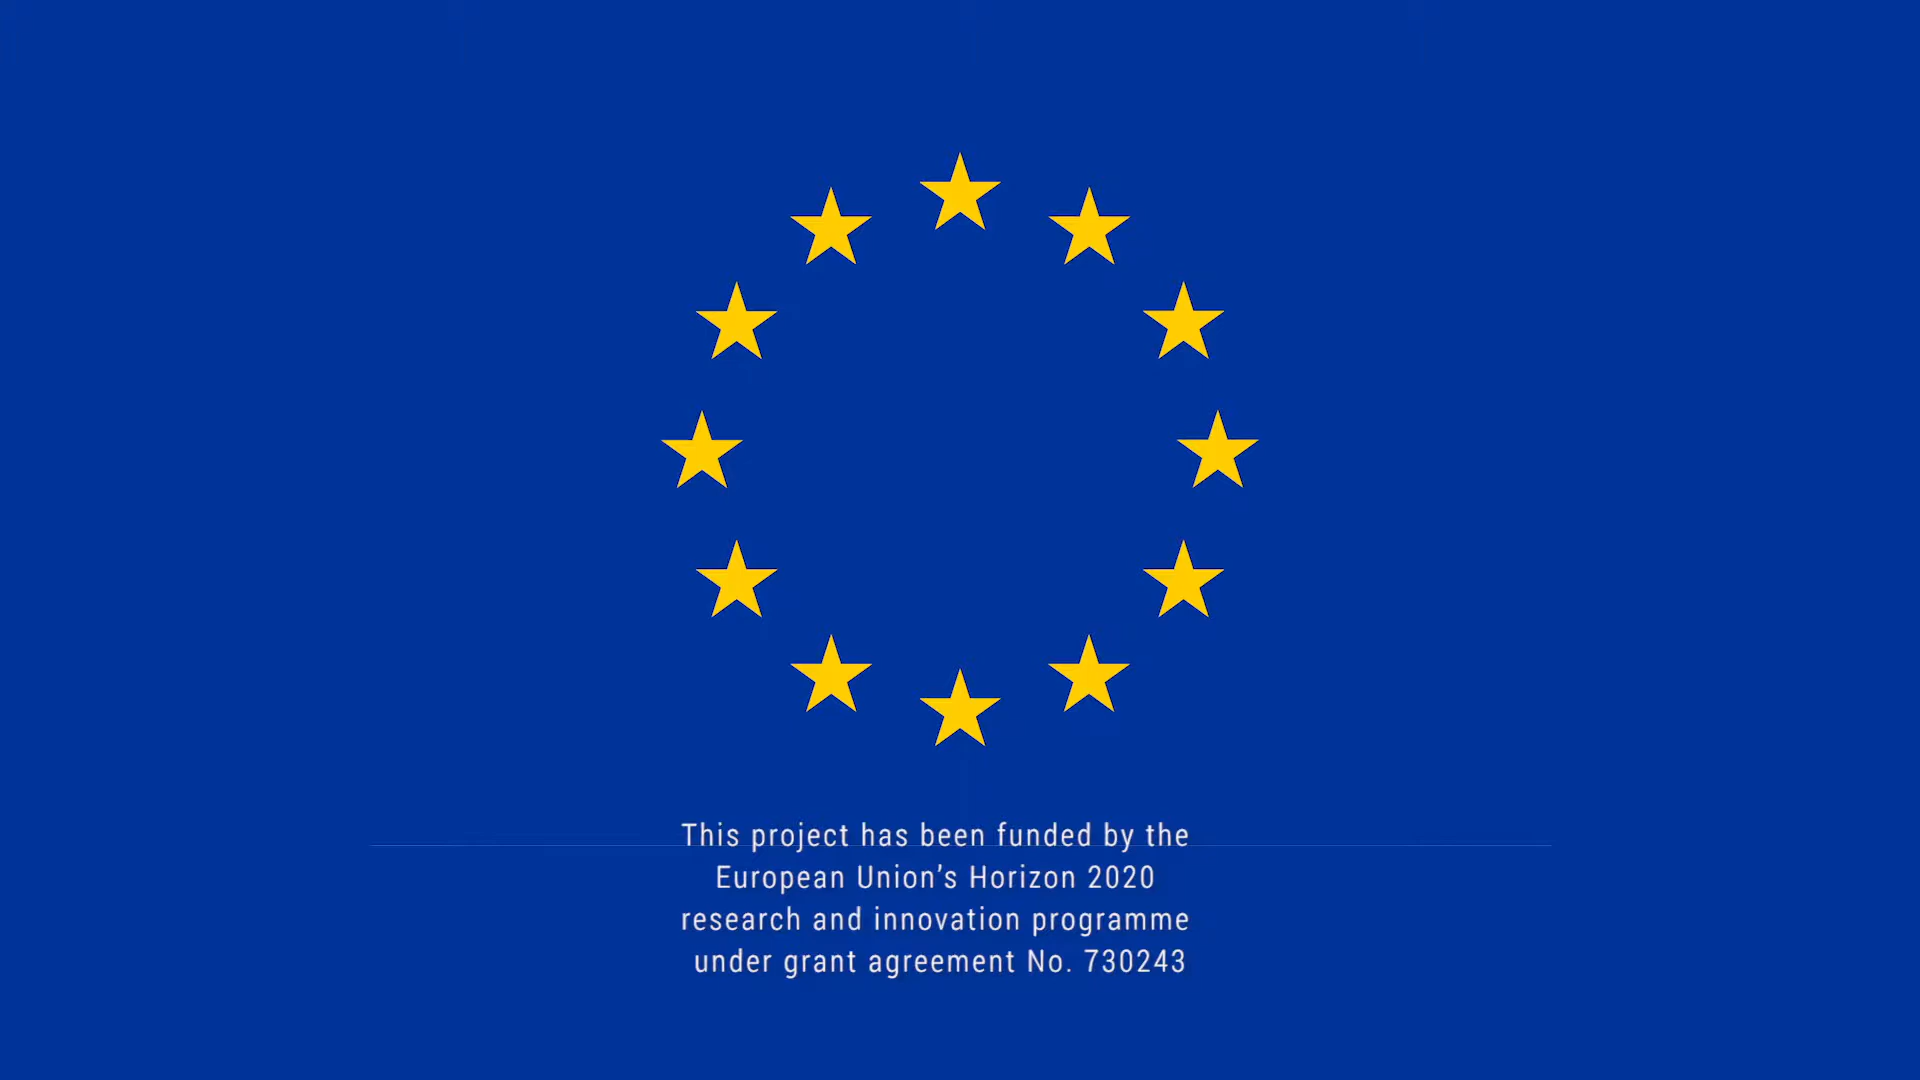 This project has been funded by the
European Union’s Horizon 2020
research and innovation programme
under grant agreement No. 730243